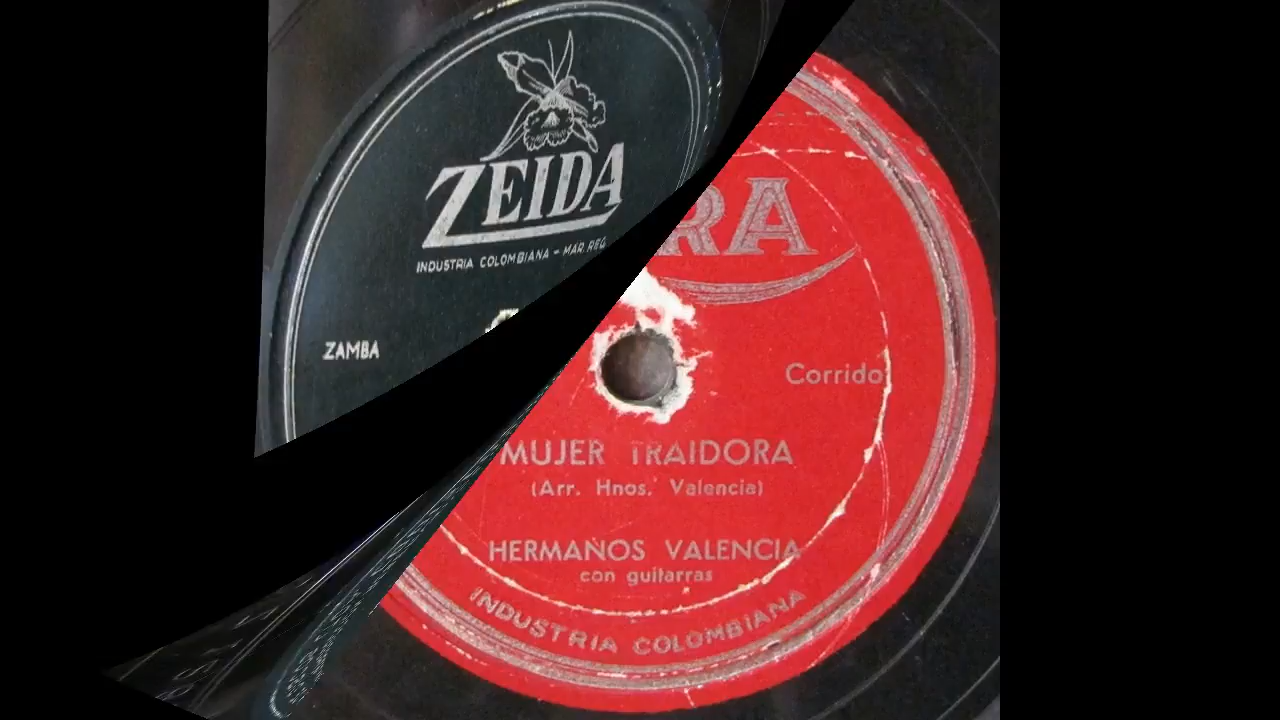 ZEIDA
INDUSTRIA COLOMBIANA - MAR. REG.
ZAMBA
RA
Corrido
MUJER TRAIDORA
(Arr. Hnos. Valencia)
HERMANOS VALENCIA
con guitarras
INDUSTRIA COLOMBIANA